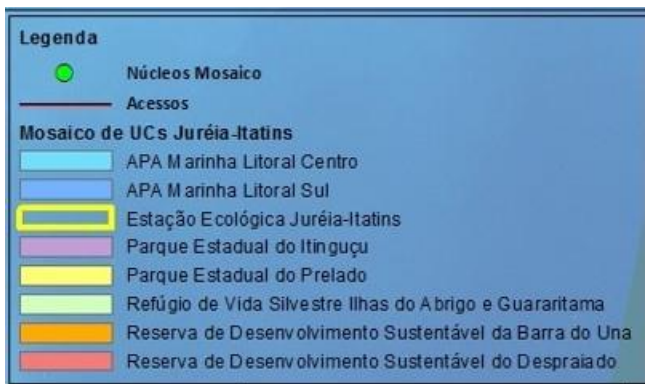 Legenda
Núcleos Mosaico
Acessos
Mosaico de UCs Juréia-Itatins
APA Marinha Litoral Centro
APA Marinha Litoral Sul
Estação Ecológica Juréia-Itatins
Parque Estadual do Itinguçu
Parque Estadual do Prelado
Refúgio de Vida Silvestre Ilhas do Abrigo e Guararitama
Reserva de Desenvolvimento Sustentável da Barra do Una
Reserva de Desenvolvimento Sustentável do Despraiado